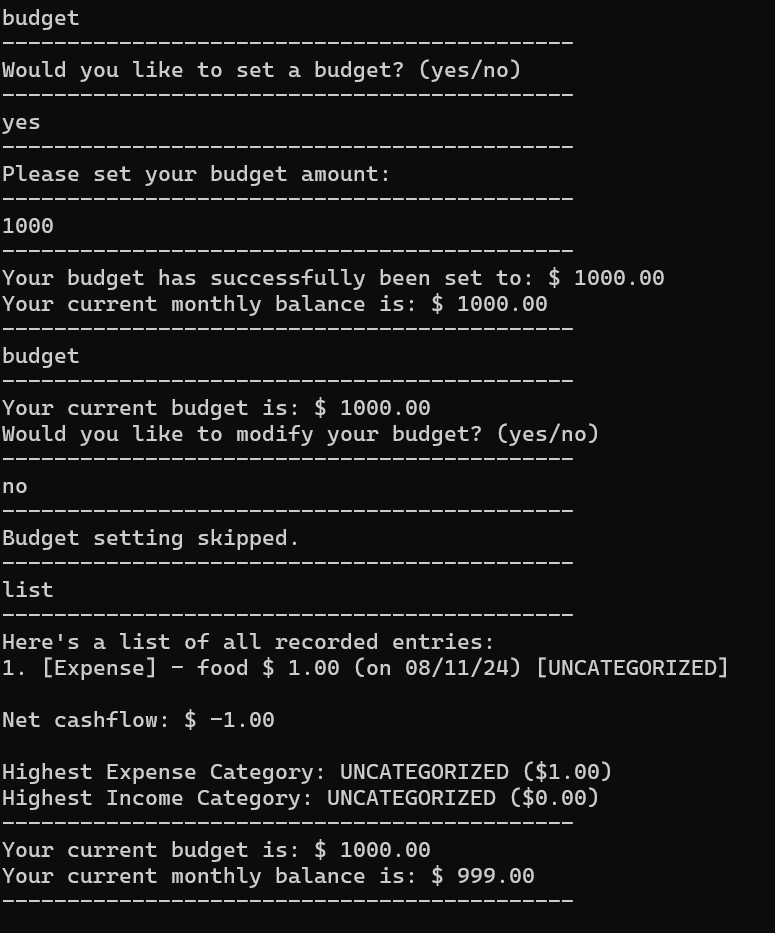 budget
--------------------------------------------
Would you like to set a budget? (yes/no)
--------------------------------------------
yes
--------------------------------------------
Please set your budget amount:
--------------------------------------------
1000
--------------------------------------------
Your budget has successfully been set to: $ 1000.00
Your current monthly balance is: $ 1000.00
--------------------------------------------
budget
--------------------------------------------
Your current budget is: $ 1000.00
Would you like to modify your budget? (yes/no)
--------------------------------------------
no
--------------------------------------------
Budget setting skipped.
--------------------------------------------
list
--------------------------------------------
Here's a list of all recorded entries:
1. [Expense] - food $ 1.00 (on 08/11/24) [UNCATEGORIZED]

Net cashflow: $ -1.00

Highest Expense Category: UNCATEGORIZED ($1.00)
Highest Income Category: UNCATEGORIZED ($0.00)
--------------------------------------------
Your current budget is: $ 1000.00
Your current monthly balance is: $ 999.00
--------------------------------------------